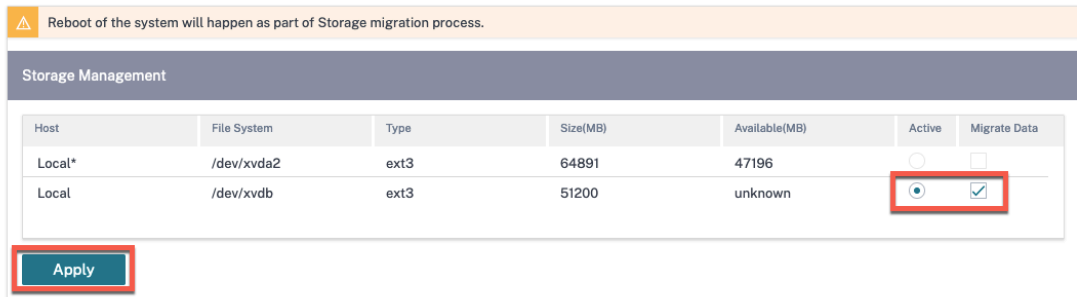 Reboot of the system will happen as part of Storage migration process.
Storage Management
Host File System Type Size(MB) Available(MB) Active Migrate Data
Local* /dev/xvda2 ext3 64891 47196
Local /dev/xvdb ext3 51200 unknown
Apply